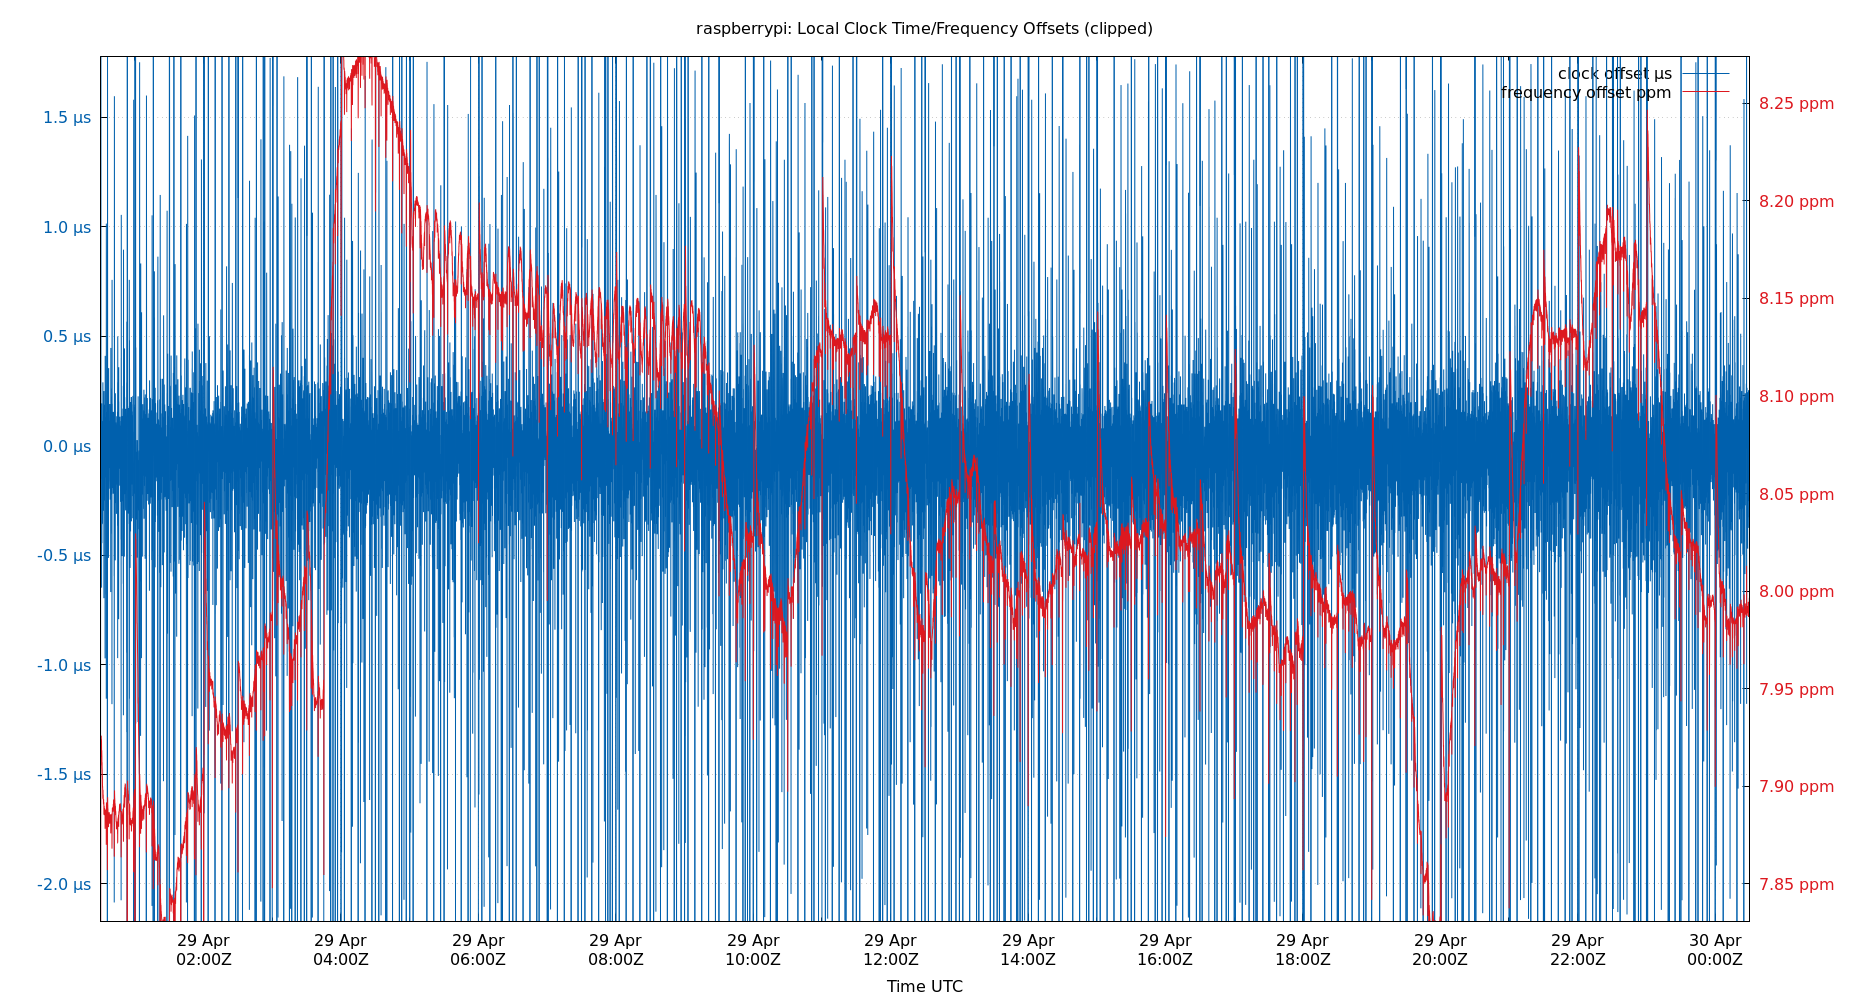 raspberrypi: Local Clock Time/Frequency Offsets (clipped)
clock offset µs
frequency offset ppm
1.5 µs
1.0 µs
0.5 µs
0.0 µs
-0.5 µs
-1.0 µs
-1.5 µs
-2.0 µs
8.25 ppm
8.20 ppm
8.15 ppm
8.10 ppm
8.05 ppm
8.00 ppm
7.95 ppm
7.90 ppm
7.85 ppm
29 Apr 29 Apr 29 Apr 29 Apr 29 Apr 29 Apr 29 Apr 29 Apr 29 Apr 29 Apr 29 Apr 30 Apr
02:00Z 04:00Z 06:00Z 08:00Z 10:00Z 12:00Z 14:00Z 16:00Z 18:00Z 20:00Z 22:00Z 00:00Z
Time UTC